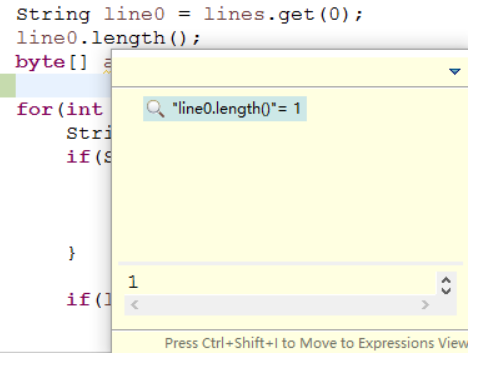 String line0 = lines.get(0);
line0.length();
byte[]
for(int
"line0.length()"= 1
Stri
if(S
}
1
if(l
Press Ctrl+Shift+I to Move to Expressions View